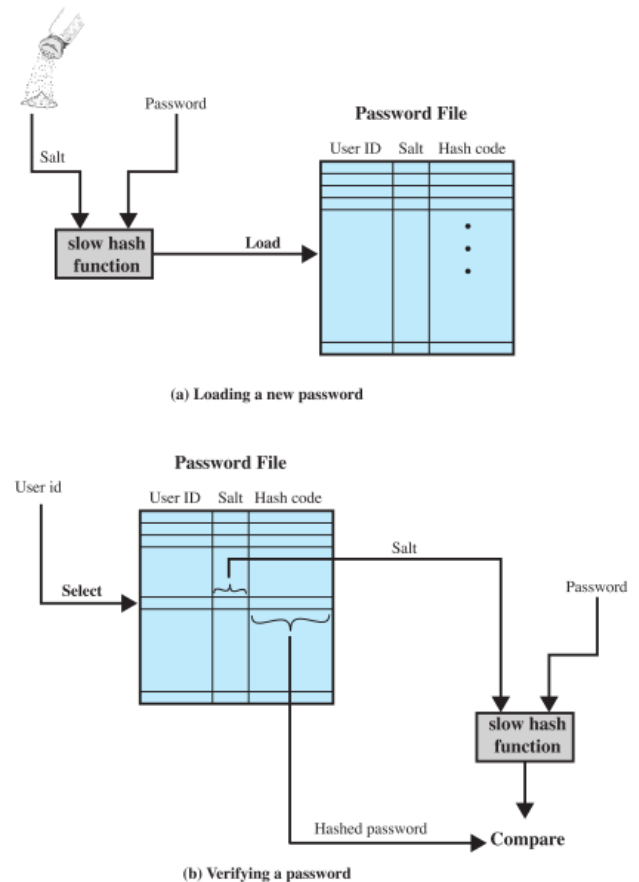 Password
Password File
User ID Salt Hash code
Salt
slow hash
function
Load
(a) Loading a new password
Password File
User id
User ID Salt Hash code
Salt
Password
Select
slow hash
function
Hashed password
Compare
(b) Verifying a password